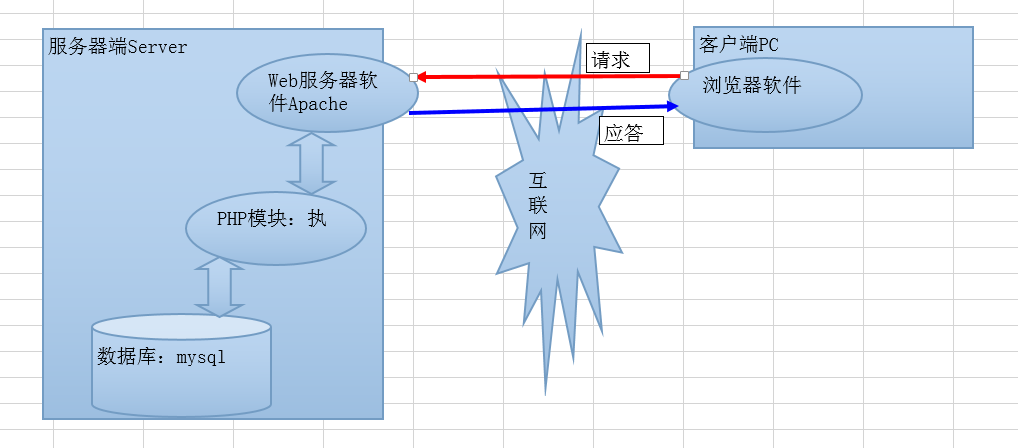 服务器端Server
Web服务器软
件Apache
PHP模块：执
数据库：mysql
请求
应答
互
联
网
客户端PC
浏览器软件